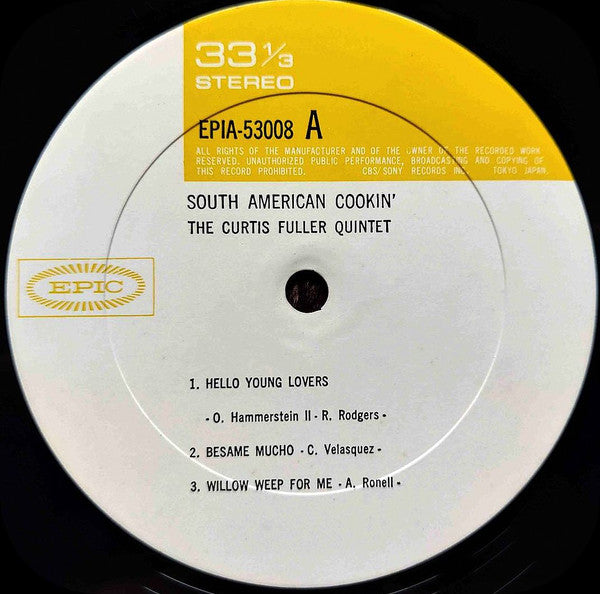 33 1/3
STEREO
EPIA-53008 A
ALL RIGHTS OF THE MANUFACTURER AND OF THE OWNER OF THE RECORDED WORK
RESERVED. UNAUTHORIZED PUBLIC PERFORMANCE, BROADCASTING AND COPYING OF
THIS RECORD PROHIBITED. CBS/SONY RECORDS INC. TOKYO JAPAN.
SOUTH AMERICAN COOKIN'
THE CURTIS FULLER QUINTET
EPIC
1. HELLO YOUNG LOVERS
- O. Hammerstein II - R. Rodgers -
2. BESAME MUCHO - C. Velasquez -
3. WILLOW WEEP FOR ME - A. Ronell -